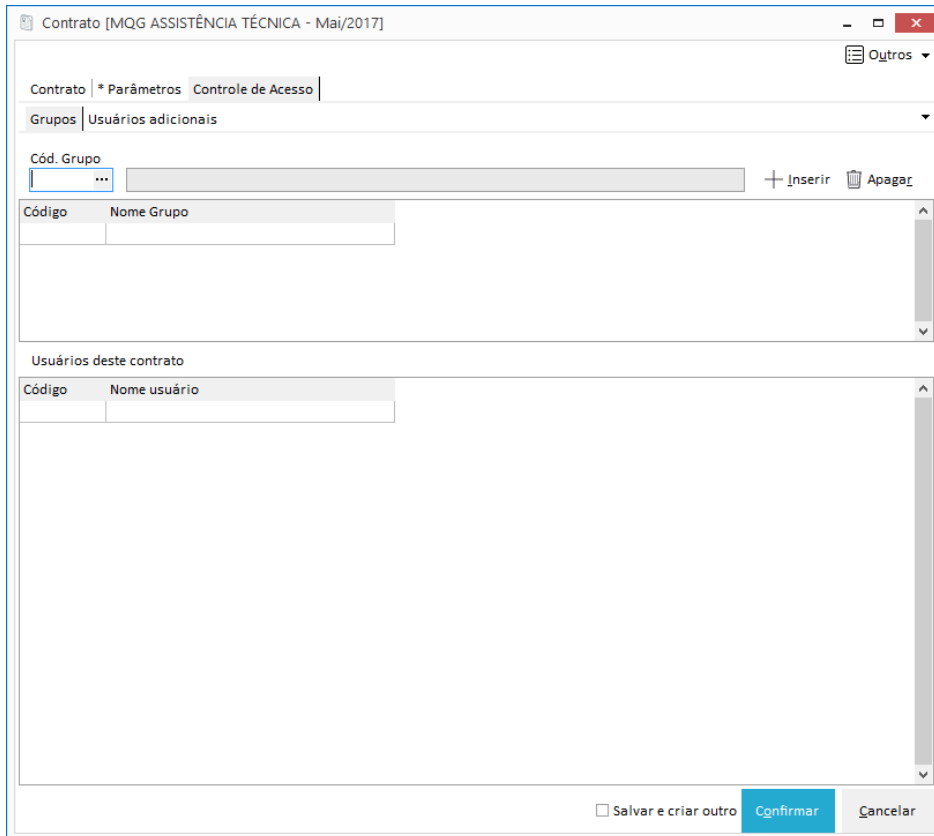 Contrato [MQG ASSISTÊNCIA TÉCNICA - Mai/2017]
Outros
Contrato * Parâmetros Controle de Acesso
Grupos Usuários adicionais
Cód. Grupo
... Inserir Apagar
Código Nome Grupo
Usuários deste contrato
Código Nome usuário
Salvar e criar outro Confirmar Cancelar